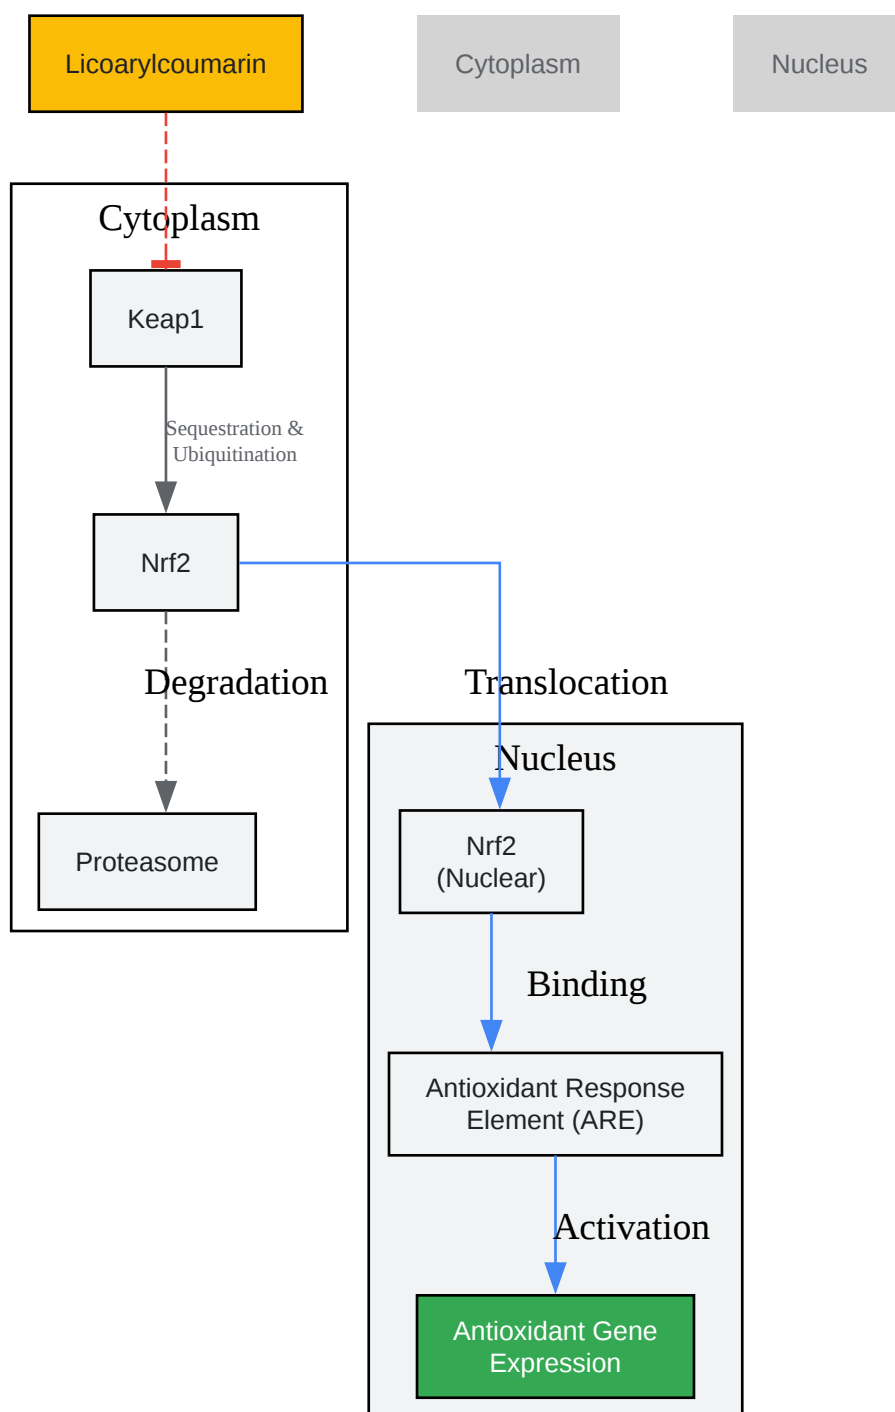 Licoarylcoumarin
Cytoplasm
Nucleus
Cytoplasm
Keap1
Sequestration &
Ubiquitination
Nrf2
Degradation
Translocation
Nucleus
Nrf2
(Nuclear)
Proteasome
Binding
Antioxidant Response
Element (ARE)
Activation
Antioxidant Gene
Expression